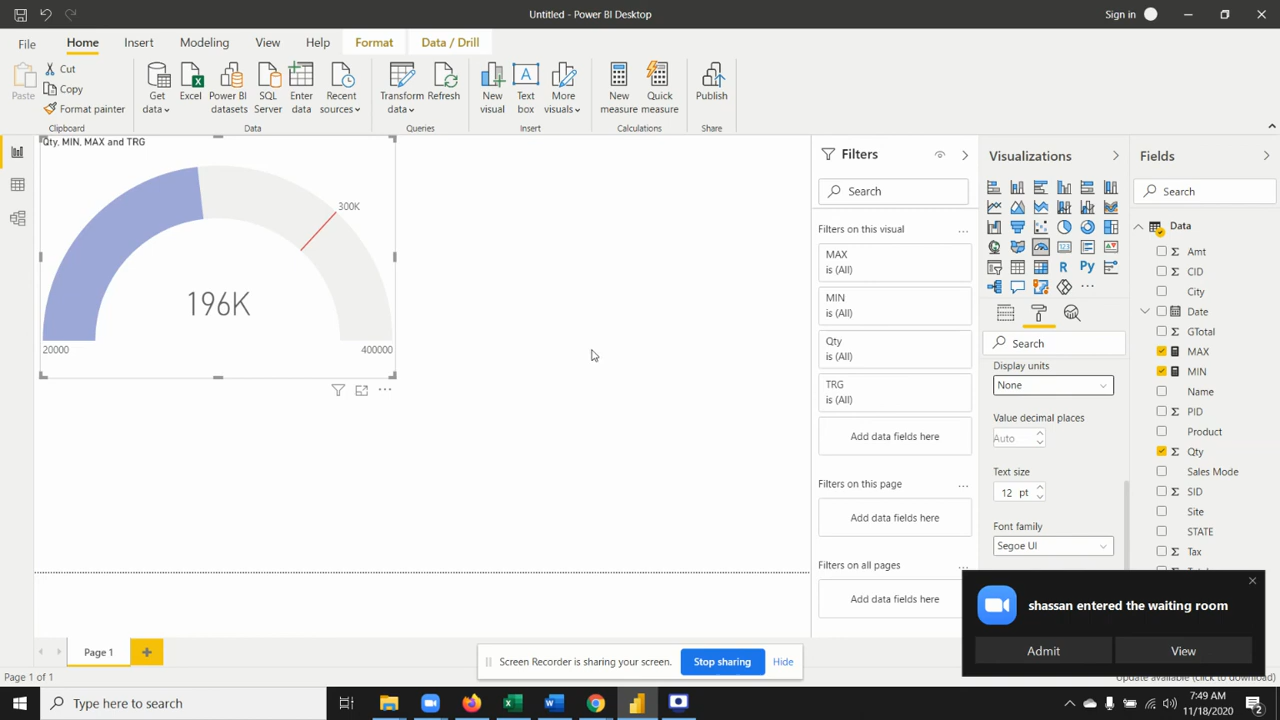 Untitled - Power BI Desktop
Sign in
File
Home
Insert
Modeling
View
Help
Format
Data / Drill
Paste
Cut
Copy
Format painter
Clipboard
Get data
Excel
Power BI datasets
SQL Server
Enter data
Recent sources
Data
Transform data
Refresh
Queries
New visual
Text box
More visuals
Insert
New measure
Quick measure
Calculations
Publish
Share
Qty, MIN, MAX and TRG
300K
196K
20000
400000
Filters
Search
Filters on this visual
MAX
is (All)
MIN
is (All)
Qty
is (All)
TRG
is (All)
Add data fields here
Filters on this page
Add data fields here
Filters on all pages
Add data fields here
Visualizations
R
Py
Search
Display units
None
Value decimal places
Auto
Text size
12 pt
Font family
Segoe UI
Fields
Search
Data
Amt
CID
City
Date
GTotal
MAX
MIN
Name
PID
Product
Qty
Sales Mode
SID
Site
STATE
Tax
shassan entered the waiting room
Admit
View
Page 1
Screen Recorder is sharing your screen.
Stop sharing
Hide
Page 1 of 1
Update available (click to download)
Type here to search
7:49 AM
11/18/2020
2